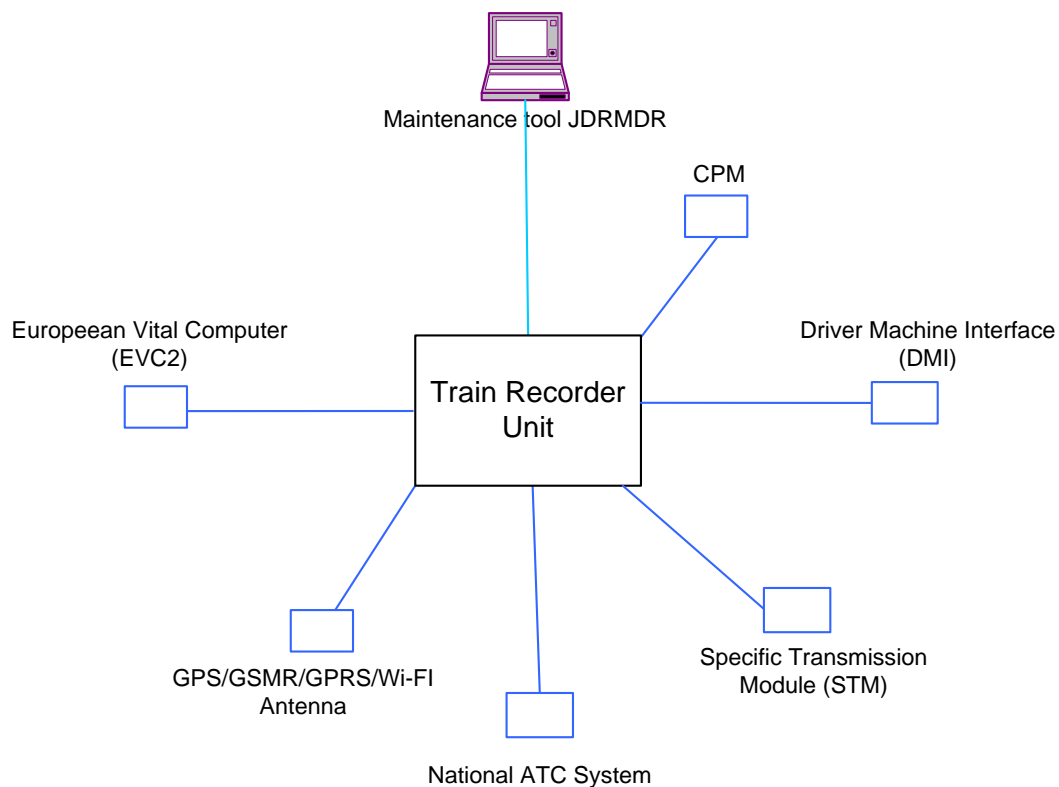 Maintenance tool JDRMDR
CPM
Europeean Vital Computer
(EVC2)
Driver Machine Interface
(DMI)
Train Recorder
Unit
GPS/GSMR/GPRS/Wi-FI
Antenna
Specific Transmission
Module (STM)
National ATC System